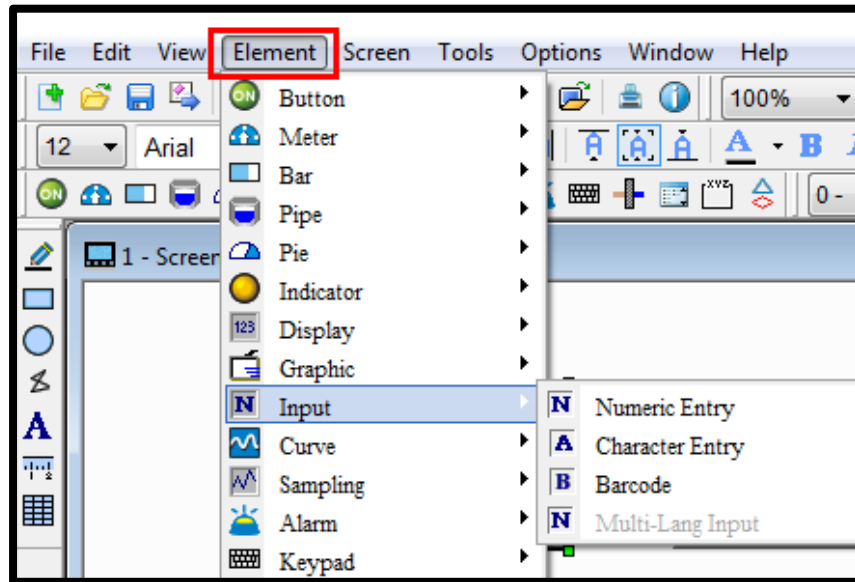 File Edit View Element Screen Tools Options Window Help
ON Button 100%
12 Arial Meter A A A A B
Bar
ON Pipe XYZ 0 -
1 - Screen Pie
Indicator
123 Display
Graphic
N Input N Numeric Entry
A Curve A Character Entry
Sampling B Barcode
Alarm N Multi-Lang Input
Keypad